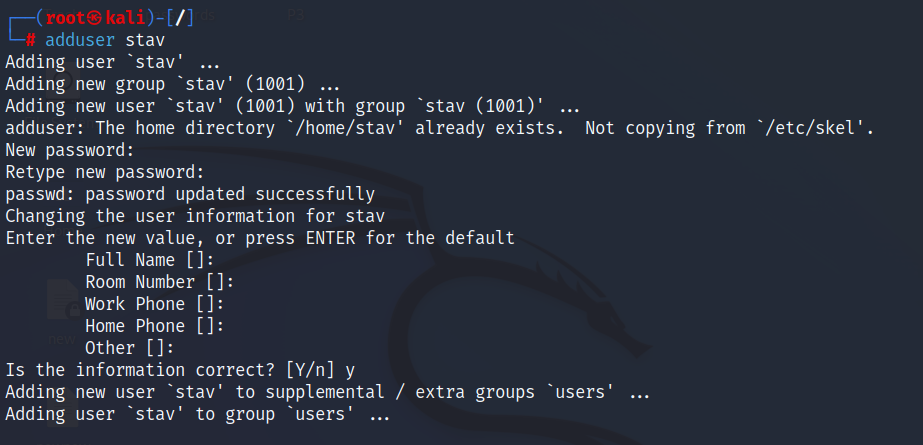 rds P3
┌──(root㉿kali)-[/]
└─# adduser stav
Adding user `stav' ...
Adding new group `stav' (1001) ...
Adding new user `stav' (1001) with group `stav (1001)' ...
adduser: The home directory `/home/stav' already exists.  Not copying from `/etc/skel'.
New password:
Retype new password:
passwd: password updated successfully
Changing the user information for stav
Enter the new value, or press ENTER for the default
        Full Name []:
        Room Number []:
        Work Phone []:
        Home Phone []:
        Other []:
new
Is the information correct? [Y/n] y
Adding new user `stav' to supplemental / extra groups `users' ...
Adding user `stav' to group `users' ...